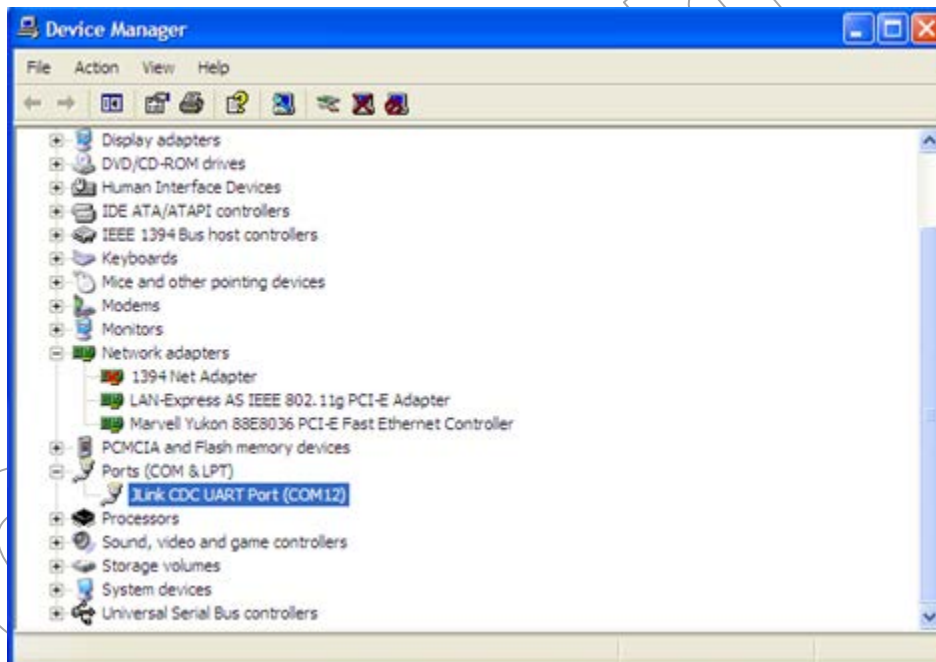 Device Manager
File Action View Help
Display adapters
DVD/CD-ROM drives
Human Interface Devices
IDE ATA/ATAPI controllers
IEEE 1394 Bus host controllers
Keyboards
Mice and other pointing devices
Modems
Monitors
Network adapters
1394 Net Adapter
LAN-Express AS IEEE 802.11g PCI-E Adapter
Marvell Yukon 88E8036 PCI-E Fast Ethernet Controller
PCMCIA and Flash memory devices
Ports (COM & LPT)
JLink CDC UART Port (COM12)
Processors
Sound, video and game controllers
Storage volumes
System devices
Universal Serial Bus controllers